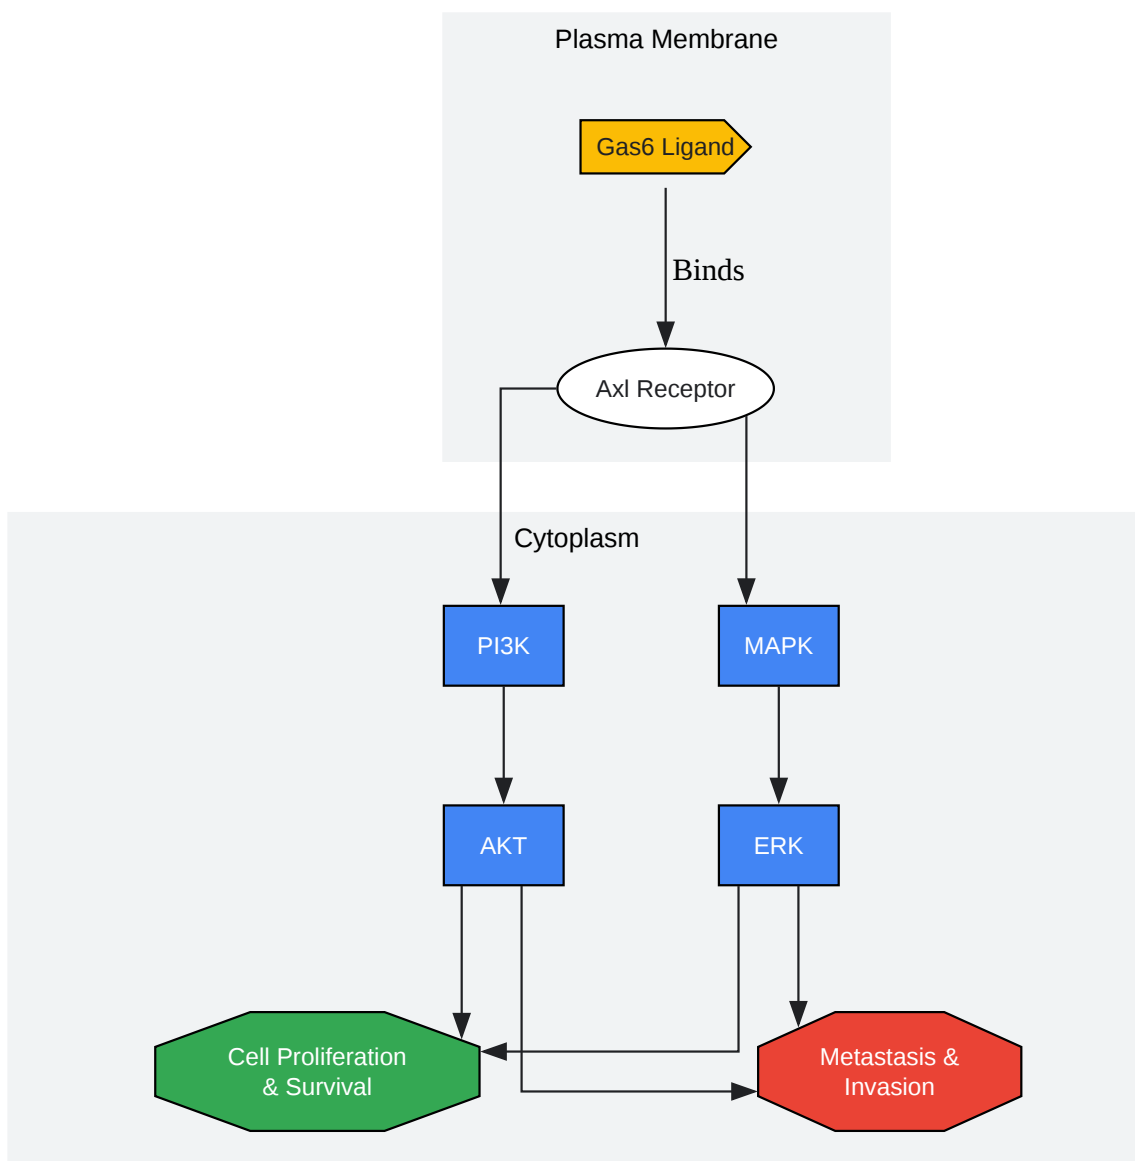 Plasma Membrane
Gas6 Ligand
Binds
Axl Receptor
Cytoplasm
PI3K
MAPK
AKT
ERK
Cell Proliferation
& Survival
Metastasis &
Invasion